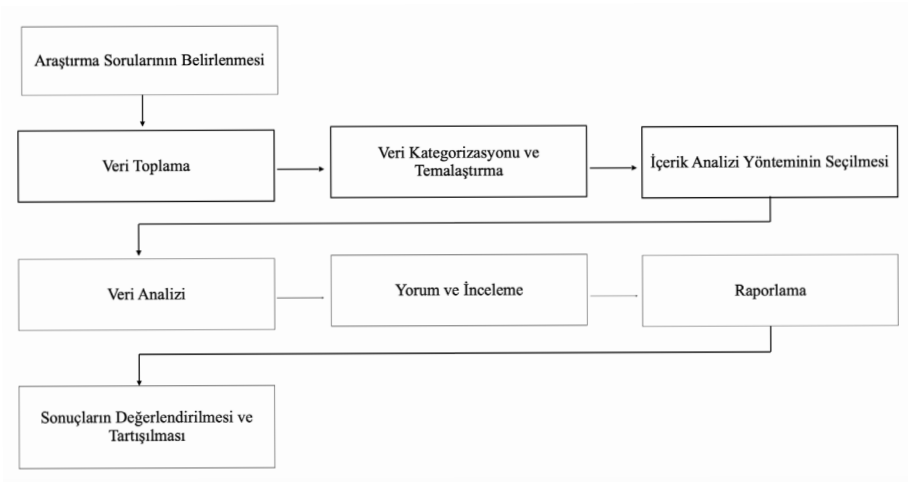 Araştırma Sorularının Belirlenmesi
Veri Toplama
Veri Kategorizasyonu ve
Temalaştırma
İçerik Analizi Yönteminin Seçilmesi
Veri Analizi
Yorum ve İnceleme
Raporlama
Sonuçların Değerlendirilmesi ve
Tartışılması